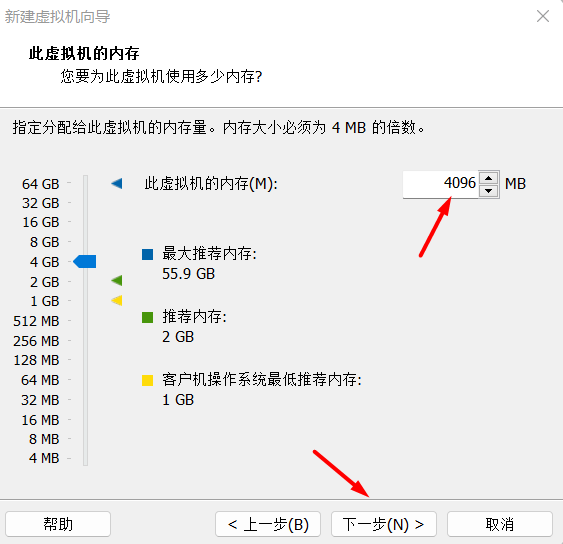 新建虚拟机向导
此虚拟机的内存
您要为此虚拟机使用多少内存?
指定分配给此虚拟机的内存量。内存大小必须为 4 MB 的倍数。
64 GB
32 GB
16 GB
8 GB
4 GB
2 GB
1 GB
512 MB
256 MB
128 MB
64 MB
32 MB
16 MB
8 MB
4 MB
此虚拟机的内存(M):
4096 MB
最大推荐内存:
55.9 GB
推荐内存:
2 GB
客户机操作系统最低推荐内存:
1 GB
帮助
< 上一步(B)
下一步(N) >
取消